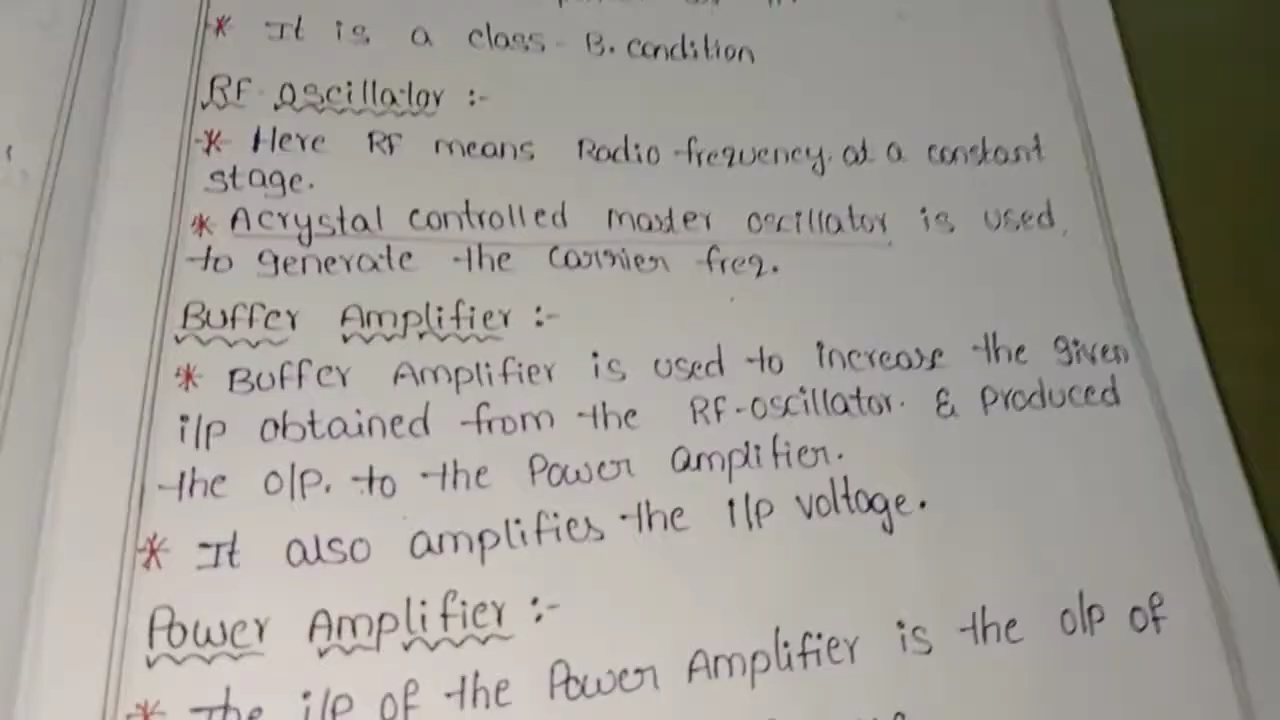 * It is a class - B. condition
RF oscillator :-
* Here RF means Radio frequency. at a constant
stage.
* A crystal controlled master oscillator is used.
to generate the carrier freq.
Buffer Amplifier :-
* Buffer Amplifier is used to increase the given
i/p obtained from the RF-oscillator. & produced
the o/p. to the Power amplifier.
* It also amplifies the i/p voltage.
Power Amplifier :-
* The i/p of the Power Amplifier is the o/p of